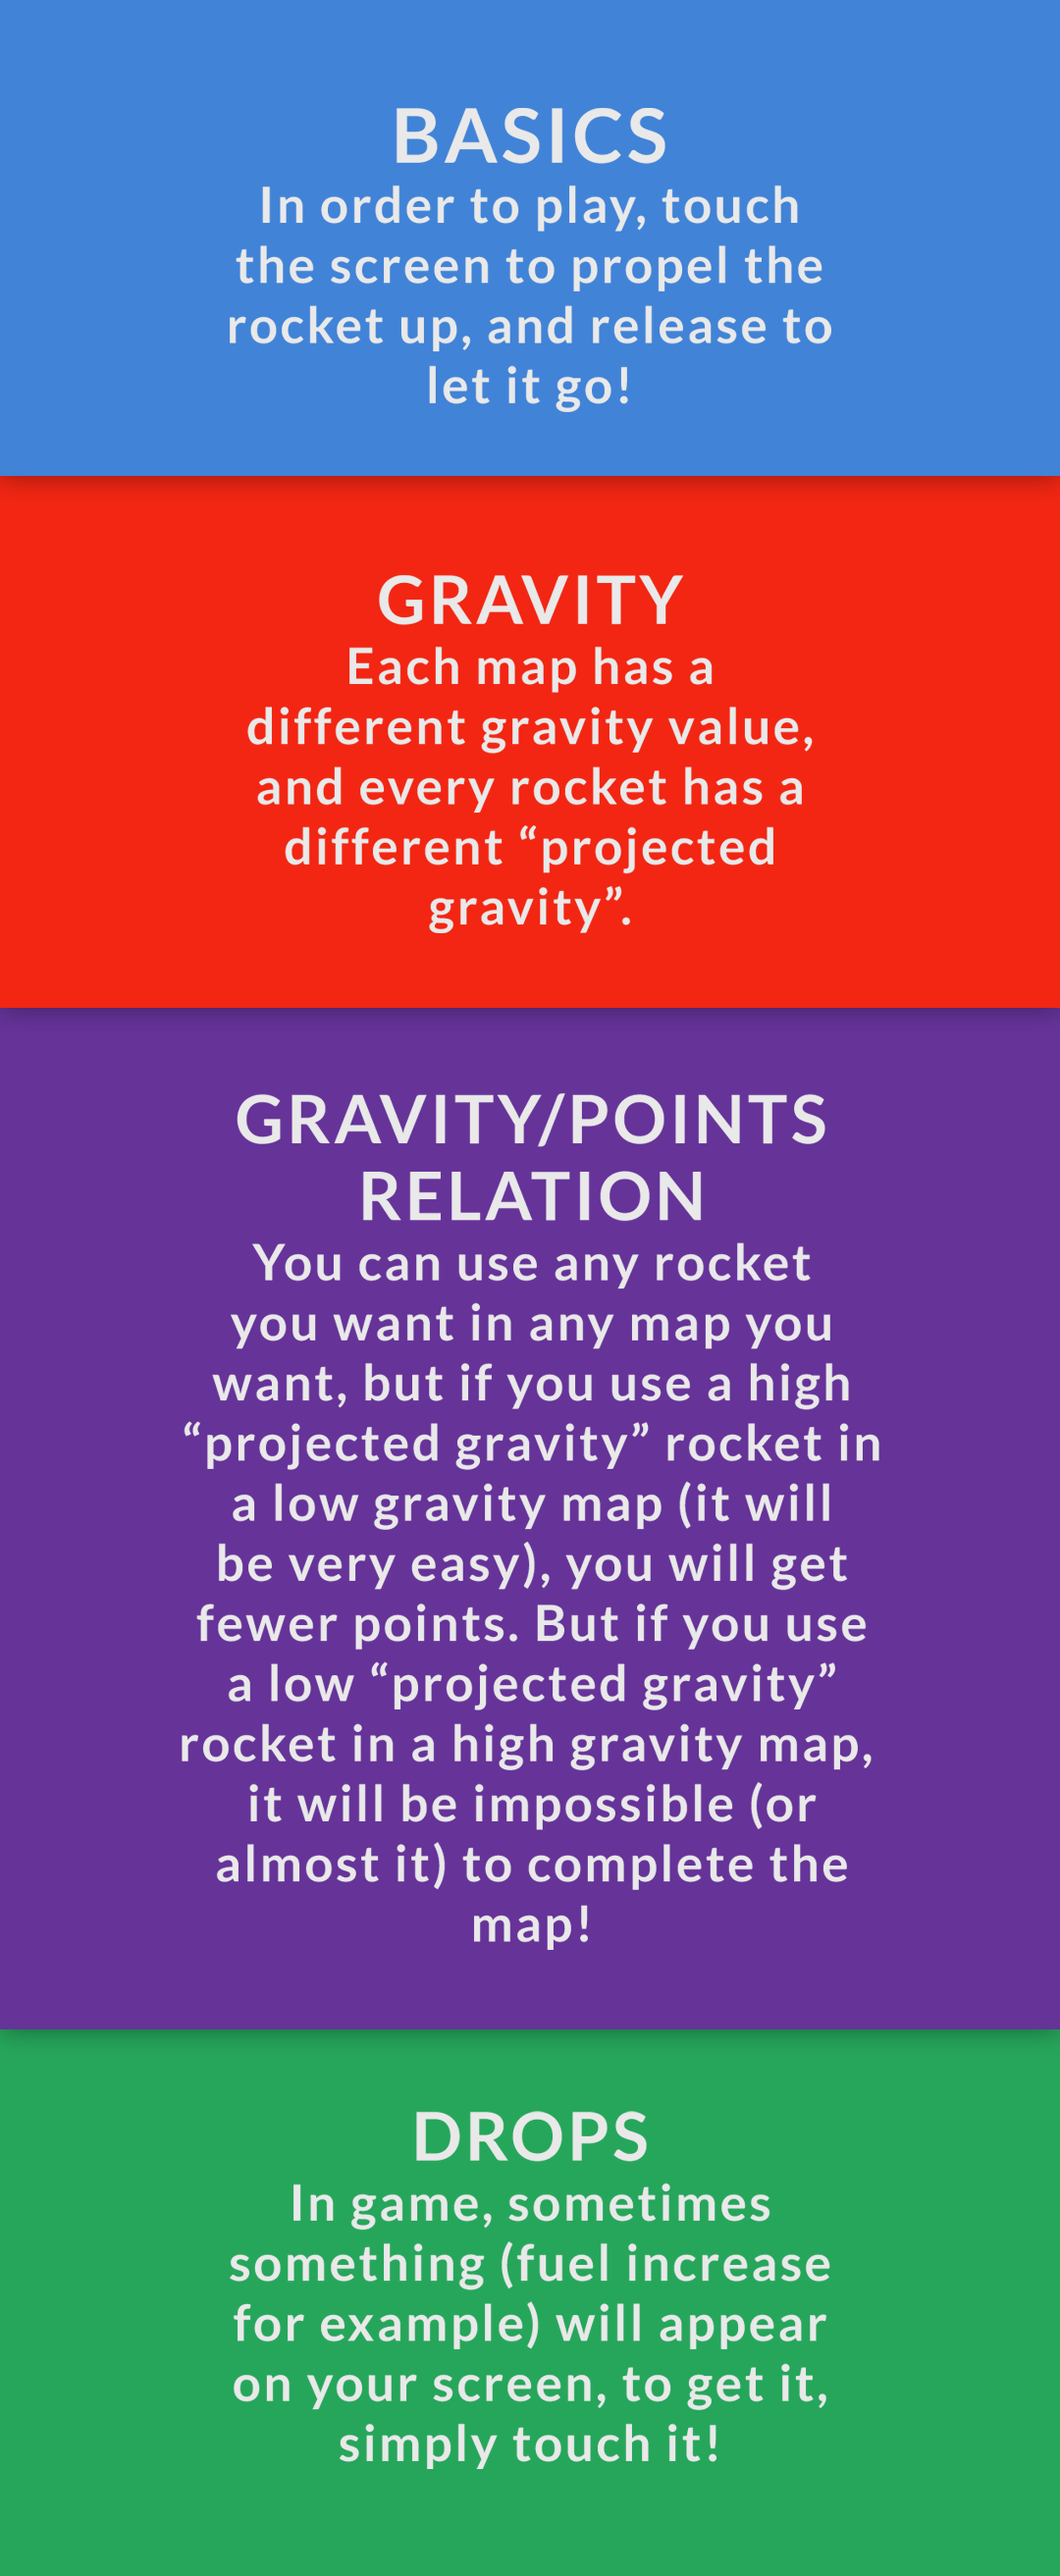 BASICS
In order to play, touch
the screen to propel the
rocket up, and release to
let it go!
GRAVITY
Each map has a
different gravity value,
and every rocket has a
different “projected
gravity”.
GRAVITY/POINTS
RELATION
You can use any rocket
you want in any map you
want, but if you use a high
“projected gravity” rocket in
a low gravity map (it will
be very easy), you will get
fewer points. But if you use
a low “projected gravity”
rocket in a high gravity map,
it will be impossible (or
almost it) to complete the
map!
DROPS
In game, sometimes
something (fuel increase
for example) will appear
on your screen, to get it,
simply touch it!